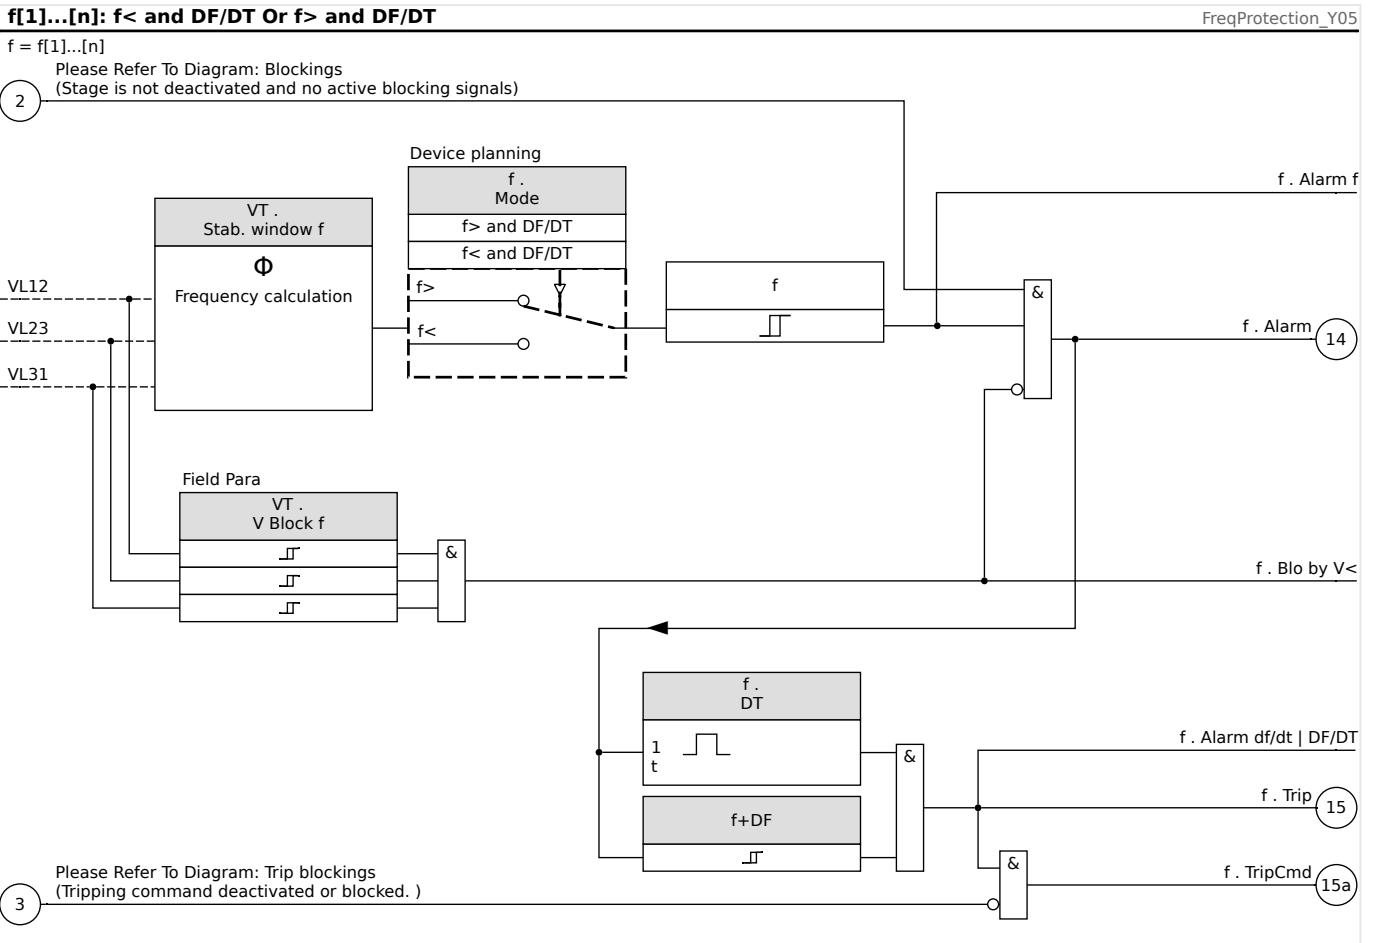 f[1]...[n]: f< and DF/DT Or f> and DF/DT
FreqProtection_Y05
f = f[1]...[n]
Please Refer To Diagram: Blockings
2
(Stage is not deactivated and no active blocking signals)
Device planning
f .
Mode
f> and DF/DT
f< and DF/DT
f>
f<
VT .
Stab. window f
Φ
Frequency calculation
VL12
VL23
VL31
f
&
f . Alarm f
f . Alarm
14
Field Para
VT .
V Block f
&
f . Blo by V<
f .
DT
1
t
&
f+DF
f . Alarm df/dt | DF/DT
f . Trip
15
&
f . TripCmd
15a
Please Refer To Diagram: Trip blockings
(Tripping command deactivated or blocked. )
3